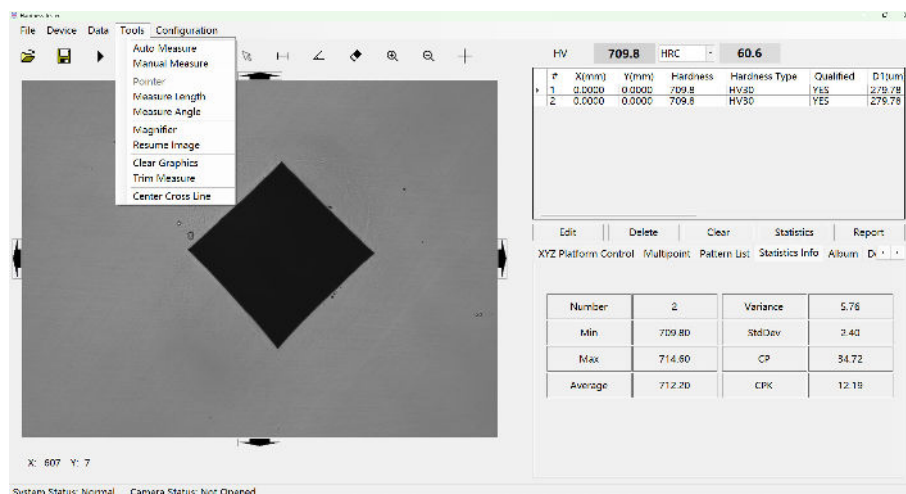 Hardness Tester
File Device Data Tools Configuration
Auto Measure
Manual Measure
Pointer
Measure Length
Measure Angle
Magnifier
Resume Image
Clear Graphics
Trim Measure
Center Cross Line
HV 709.8 HRC 60.6
# X(mm) Y(mm) Hardness Hardness Type Qualified D1(um
1 0.0000 0.0000 709.8 HV30 YES 279.78
2 0.0000 0.0000 709.8 HV30 YES 279.78
Edit Delete Clear Statistics Report
XYZ Platform Control Multipoint Pattern List Statistics Info Album
Number 2 Variance 5.76
Min 709.80 StdDev 2.40
Max 714.60 CP 34.72
Average 712.20 CPK 12.19
X: 607 Y: 7
System Status: Normal Camera Status: Not Opened